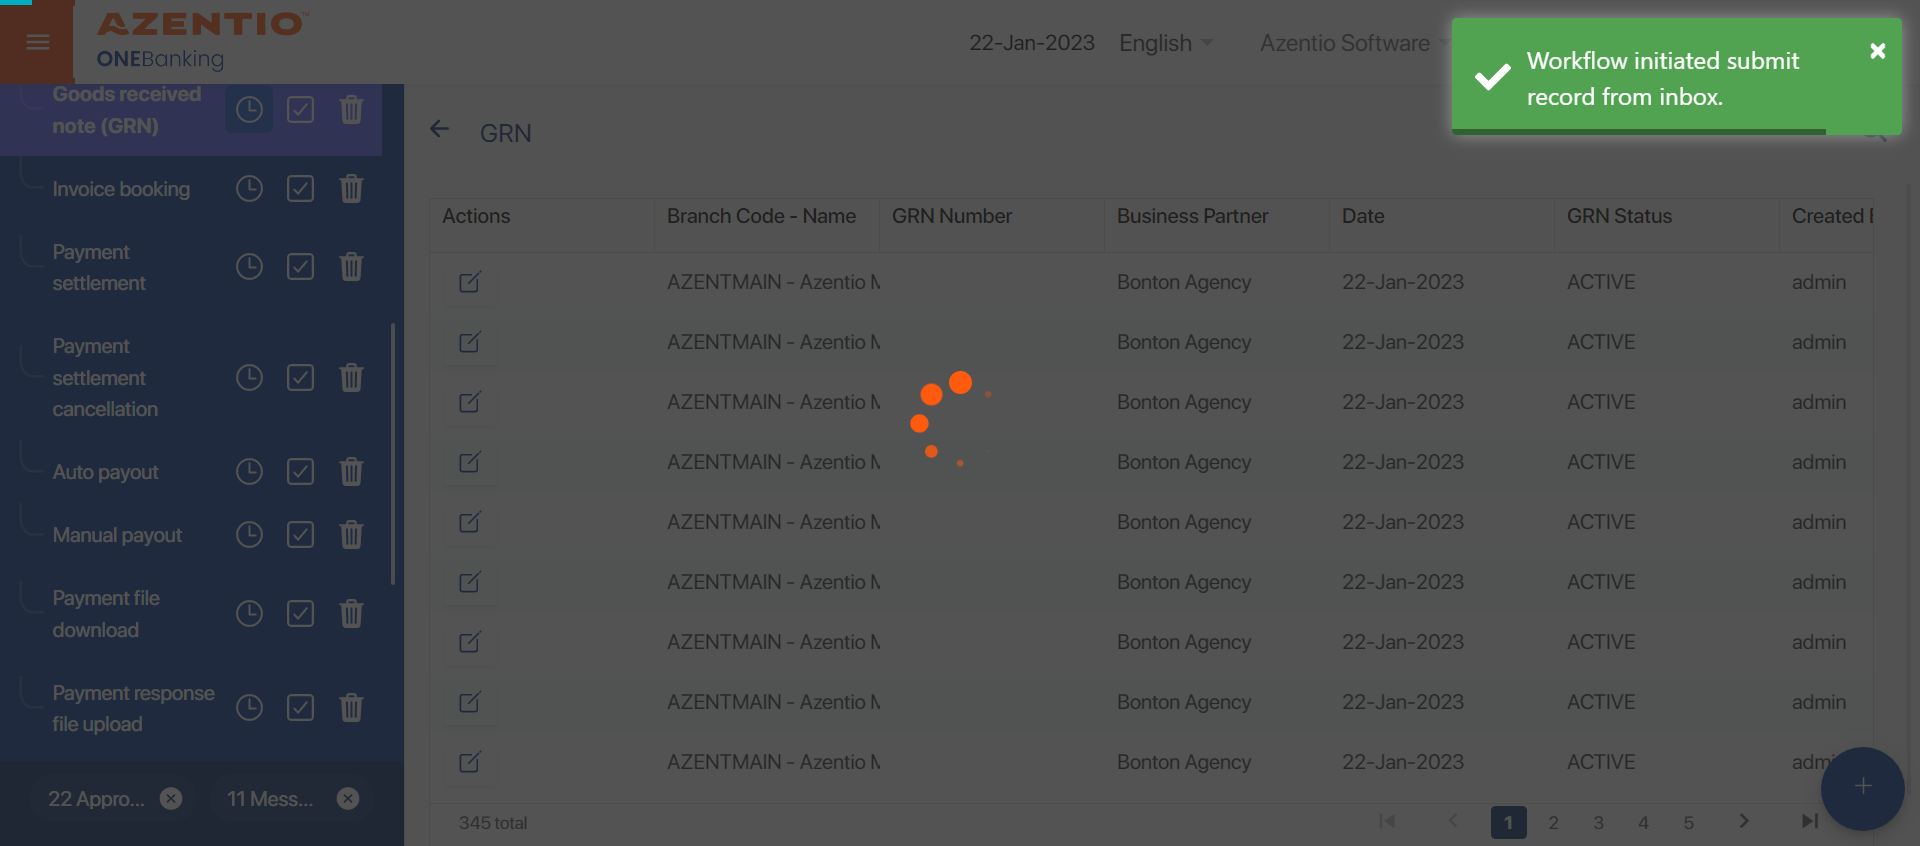 AZENTIO™
ONEBanking
22-Jan-2023 English Azentio Software
Workflow initiated submit
record from inbox.
Goods received
note (GRN)
Invoice booking
Payment
settlement
Payment
settlement
cancellation
Auto payout
Manual payout
Payment file
download
Payment response
file upload
22 Appro... 11 Mess...
GRN
Actions Branch Code - Name GRN Number Business Partner Date GRN Status Created
AZENTMAIN - Azentio Bonton Agency 22-Jan-2023 ACTIVE admin
AZENTMAIN - Azentio Bonton Agency 22-Jan-2023 ACTIVE admin
AZENTMAIN - Azentio Bonton Agency 22-Jan-2023 ACTIVE admin
AZENTMAIN - Azentio Bonton Agency 22-Jan-2023 ACTIVE admin
AZENTMAIN - Azentio Bonton Agency 22-Jan-2023 ACTIVE admin
AZENTMAIN - Azentio Bonton Agency 22-Jan-2023 ACTIVE admin
AZENTMAIN - Azentio Bonton Agency 22-Jan-2023 ACTIVE admin
AZENTMAIN - Azentio Bonton Agency 22-Jan-2023 ACTIVE admin
AZENTMAIN - Azentio Bonton Agency 22-Jan-2023 ACTIVE
345 total 1 2 3 4 5